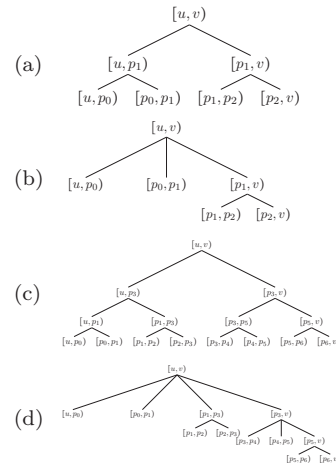 [u, v)
(a) [u, p₁) [p₁, v)
[u, p₀) [p₀, p₁) [p₁, p₂) [p₂, v)
[u, v)
(b) [u, p₀) [p₀, p₁) [p₁, v)
[p₁, p₂) [p₂, v)
[u, v)
(c) [u, p₃) [p₃, v)
[u, p₁) [p₁, p₃) [p₃, p₅) [p₅, v)
[u, p₀) [p₀, p₁) [p₁, p₂) [p₂, p₃) [p₃, p₄) [p₄, p₅) [p₅, p₆) [p₆, v)
[u, v)
(d) [u, p₀) [p₀, p₁) [p₁, p₃) [p₃, v)
[p₁, p₂) [p₂, p₃) [p₃, p₄) [p₄, p₅) [p₅, v)
[p₅, p₆) [p₆, v)